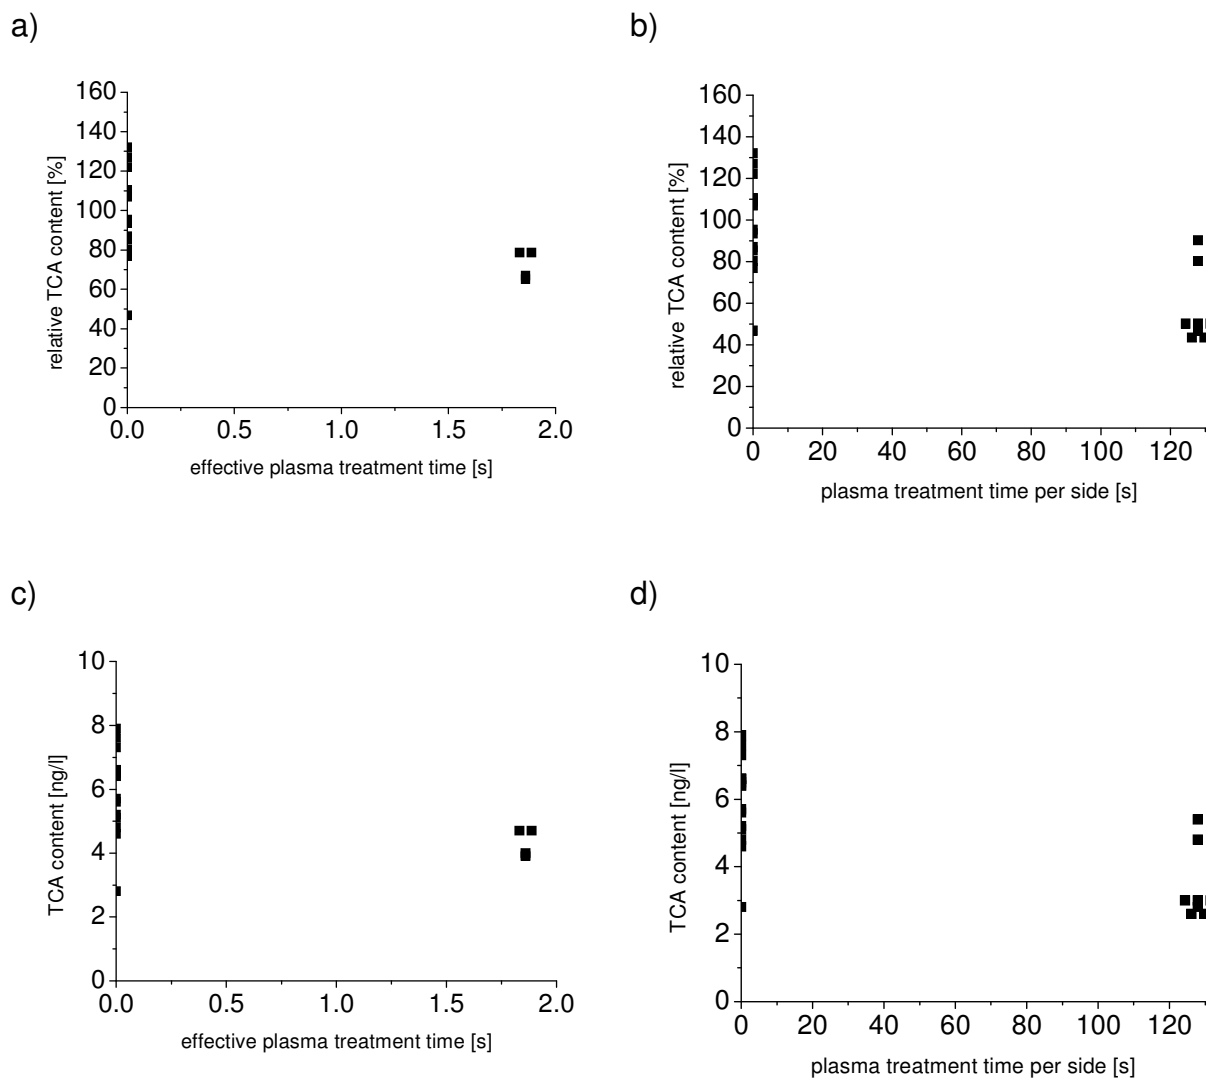 a)
160
140
120
100
80
60
40
20
0
relative TCA content [%]
0.0 0.5 1.0 1.5 2.0
effective plasma treatment time [s]
b)
160
140
120
100
80
60
40
20
0
relative TCA content [%]
0 20 40 60 80 100 120
plasma treatment time per side [s]
c)
10
8
6
4
2
0
TCA content [ng/l]
0.0 0.5 1.0 1.5 2.0
effective plasma treatment time [s]
d)
10
8
6
4
2
0
TCA content [ng/l]
0 20 40 60 80 100 120
plasma treatment time per side [s]